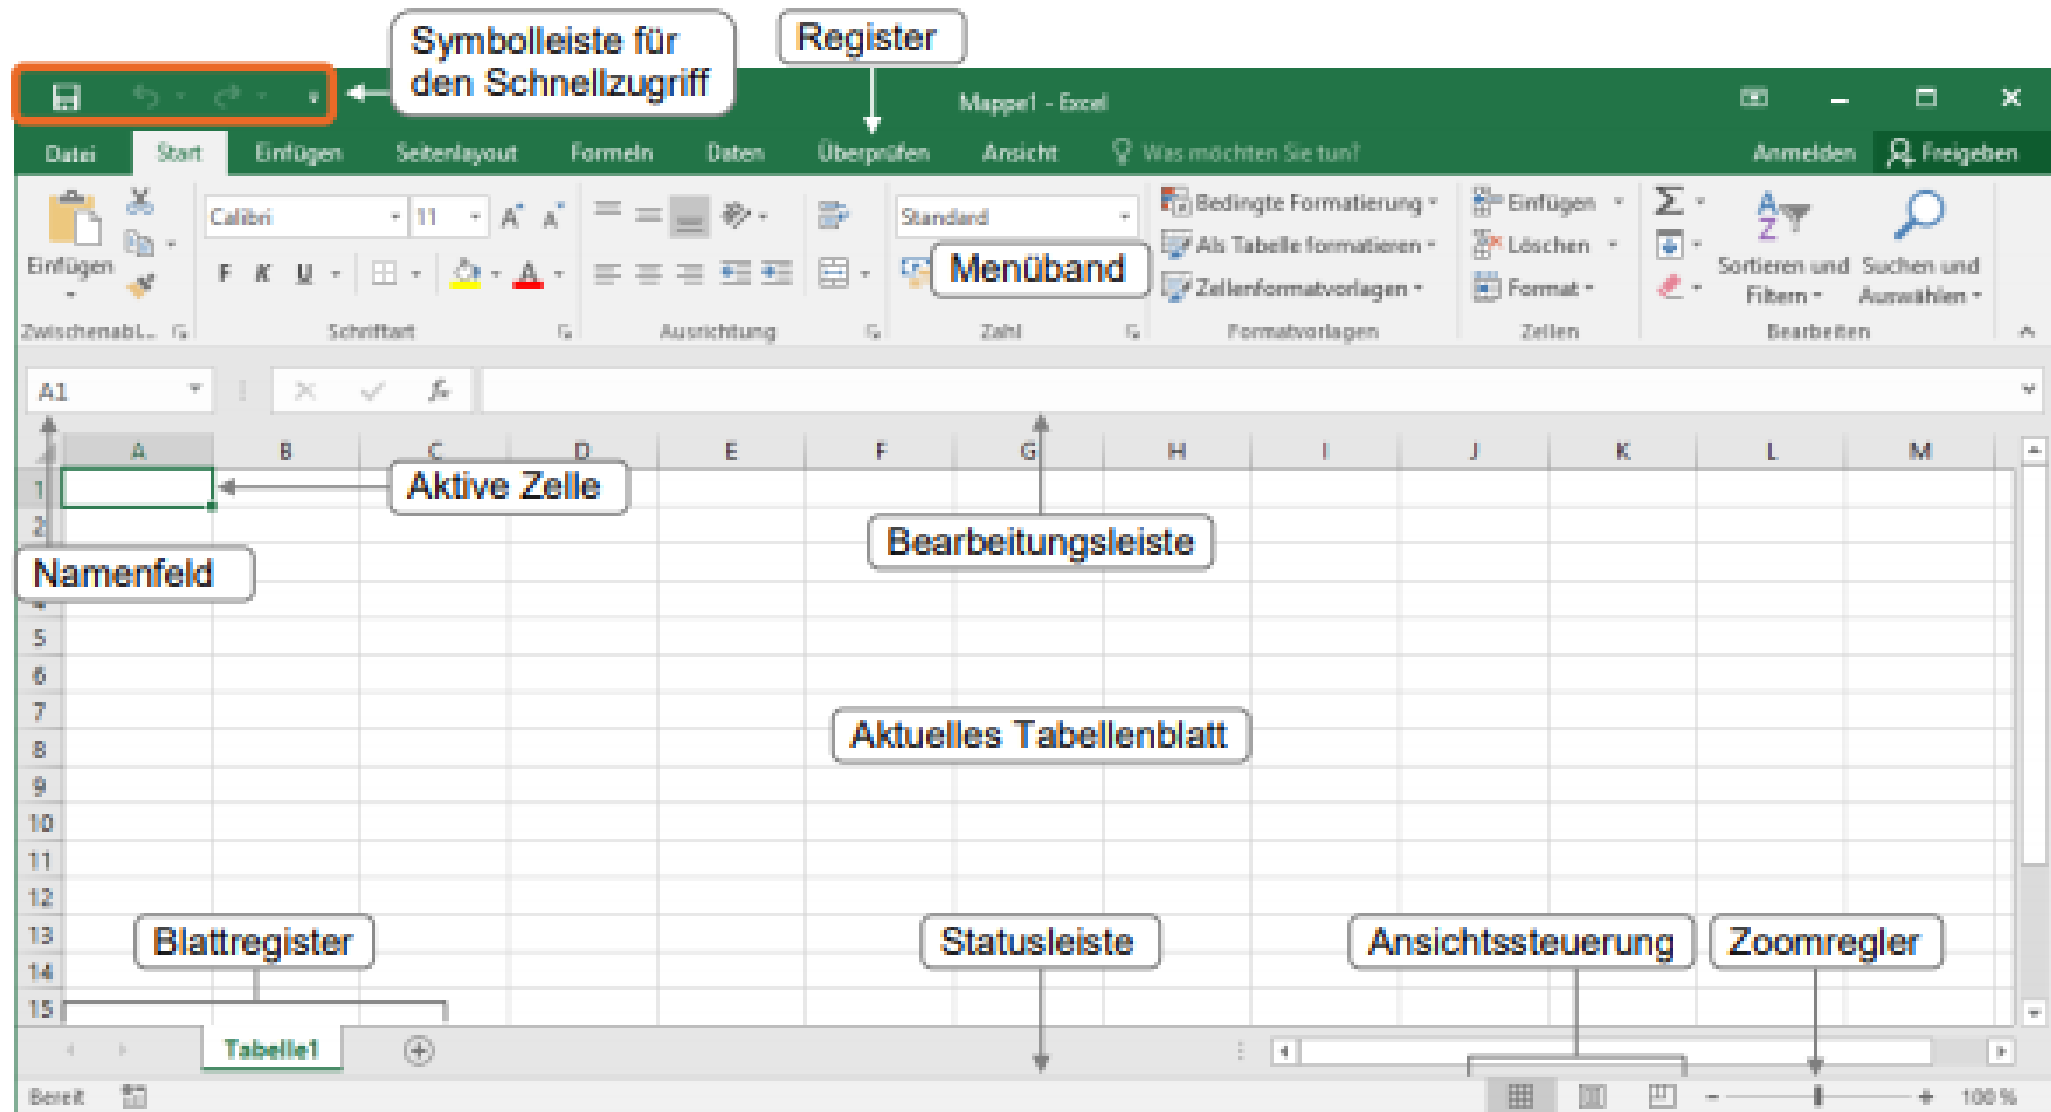 Symbolleiste für
den Schnellzugriff
Register
Mappe1 - Excel
Datei Start Einfügen Seitenlayout Formeln Daten Überprüfen Ansicht Was möchten Sie tun? Anmelden Freigeben
Einfügen
Calibri 11
F K U
Standard
Menüband
Bedingte Formatierung
Als Tabelle formatieren
Zellenformatvorlagen
Einfügen
Löschen
Format
Sortieren und
Filtern
Suchen und
Auswählen
Zwischenabl... Schriftart Ausrichtung Zahl Formatvorlagen Zellen Bearbeiten
A1 fx
A B C D E F G H I J K L M
1
Aktive Zelle
2
Bearbeitungsleiste
Namenfeld
5
6
7
Aktuelles Tabellenblatt
8
9
10
11
12
13
Blattregister Statusleiste Ansichtssteuerung Zoomregler
14
15
Tabelle1
Bereit 100 %